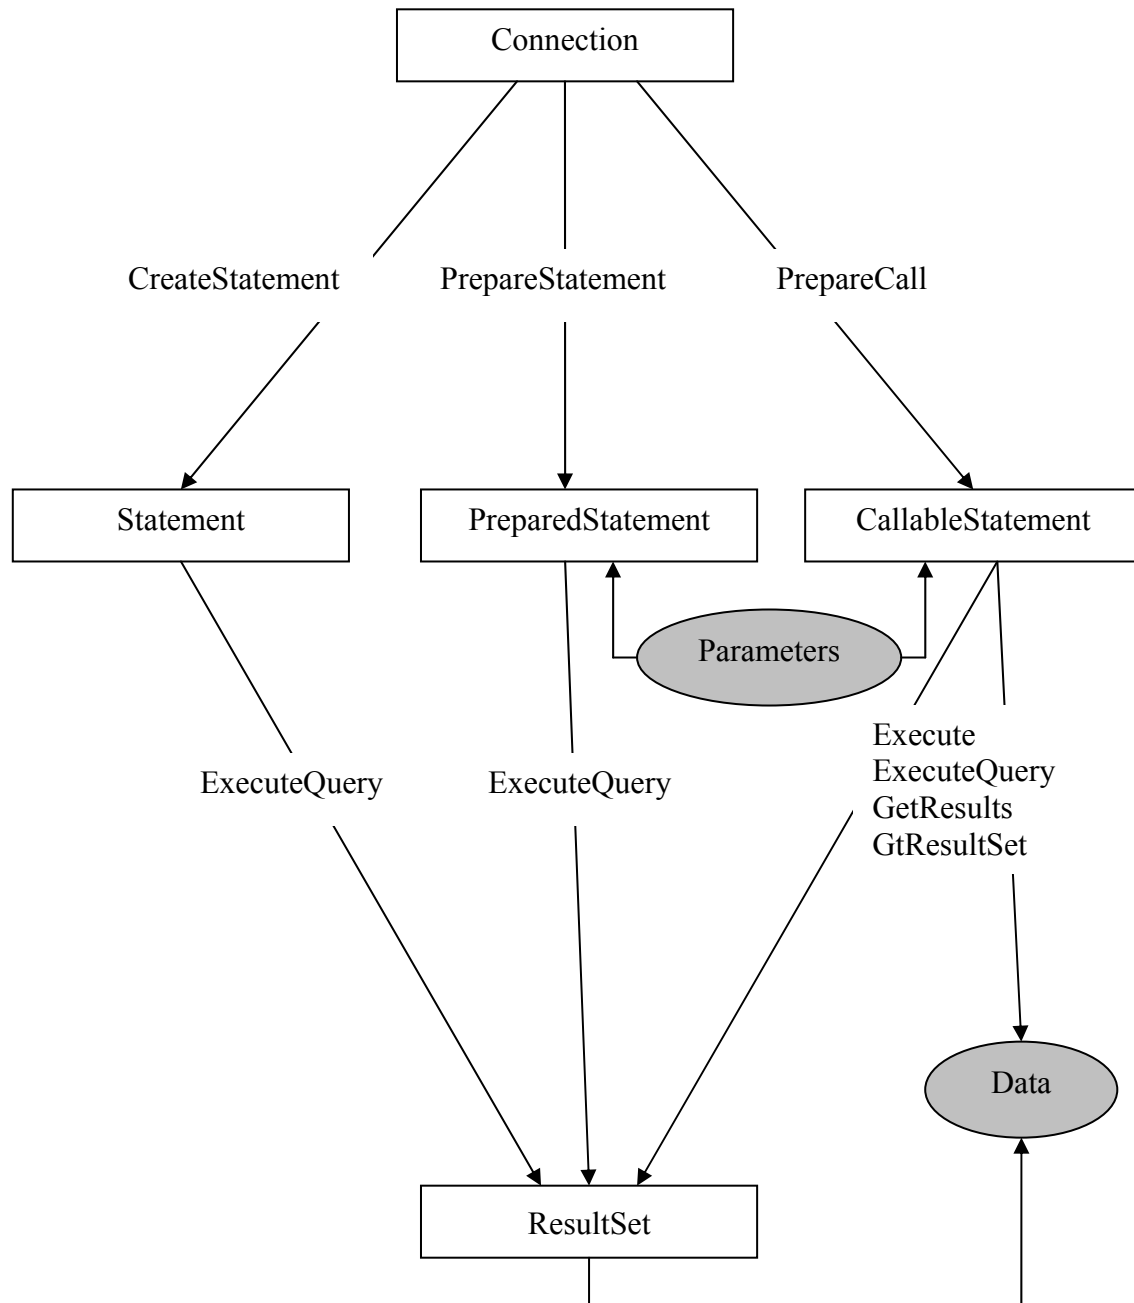 Connection
CreateStatement
PrepareStatement
PrepareCall
Statement
PreparedStatement
CallableStatement
Parameters
ExecuteQuery
ExecuteQuery
Execute
ExecuteQuery
GetResults
GtResultSet
Data
ResultSet